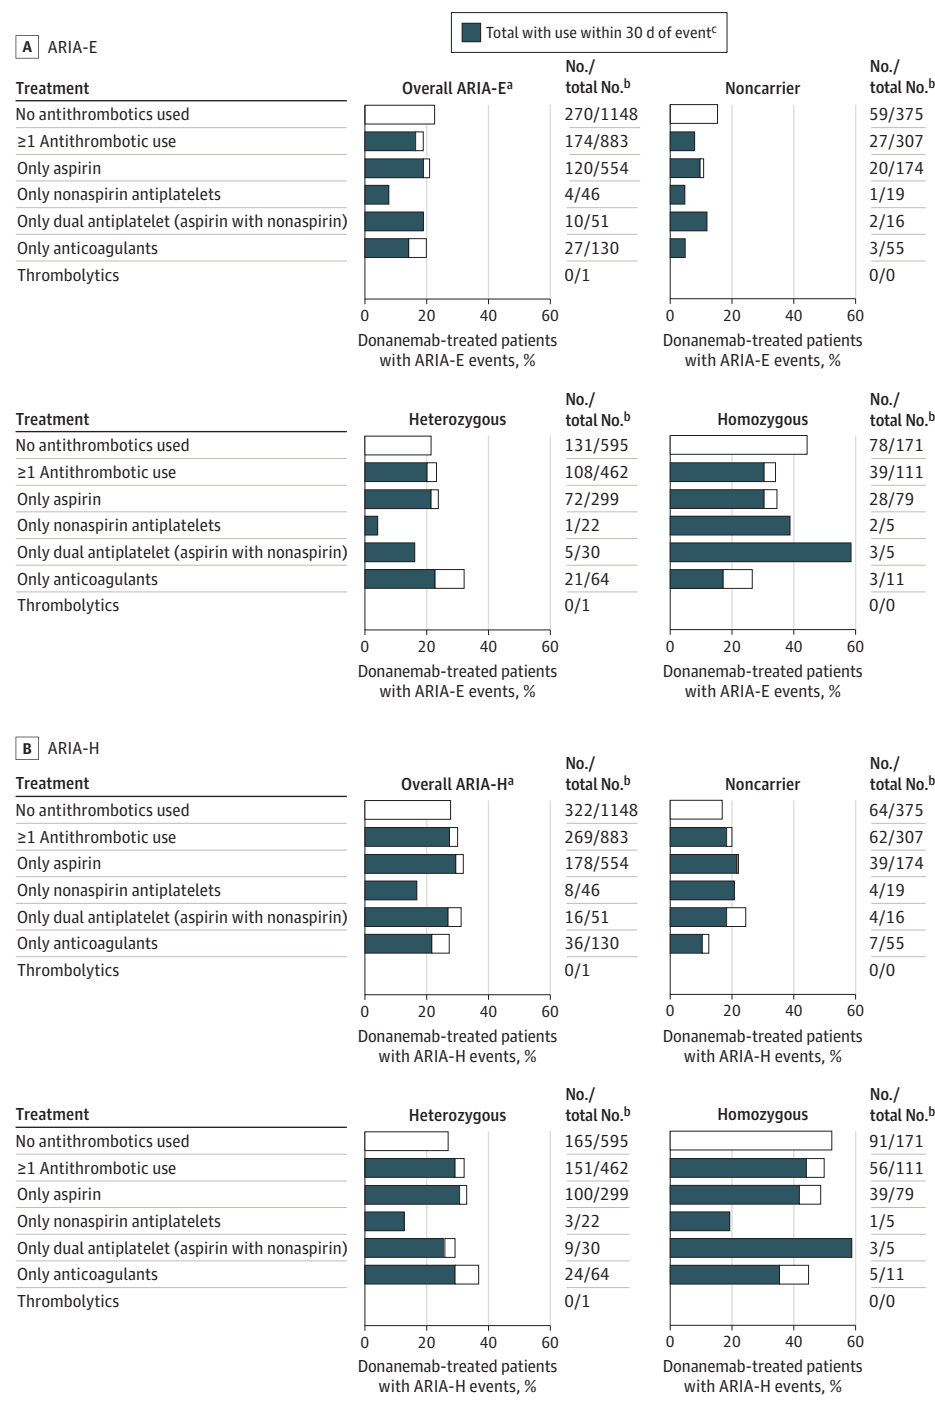 Total with use within 30 d of eventᶜ
A ARIA-E
Treatment Overall ARIA-Eᵃ No./ total No.ᵇ Noncarrier No./ total No.ᵇ
No antithrombotics used 270/1148 59/375
≥1 Antithrombotic use 174/883 27/307
Only aspirin 120/554 20/174
Only nonaspirin antiplatelets 4/46 1/19
Only dual antiplatelet (aspirin with nonaspirin) 10/51 2/16
Only anticoagulants 27/130 3/55
Thrombolytics 0/1 0/0
0 20 40 60 0 20 40 60
Donanemab-treated patients Donanemab-treated patients
with ARIA-E events, % with ARIA-E events, %
Treatment Heterozygous No./ total No.ᵇ Homozygous No./ total No.ᵇ
No antithrombotics used 131/595 78/171
≥1 Antithrombotic use 108/462 39/111
Only aspirin 72/299 28/79
Only nonaspirin antiplatelets 1/22 2/5
Only dual antiplatelet (aspirin with nonaspirin) 5/30 3/5
Only anticoagulants 21/64 3/11
Thrombolytics 0/1 0/0
0 20 40 60 0 20 40 60
Donanemab-treated patients Donanemab-treated patients
with ARIA-E events, % with ARIA-E events, %
B ARIA-H
Treatment Overall ARIA-Hᵃ No./ total No.ᵇ Noncarrier No./ total No.ᵇ
No antithrombotics used 322/1148 64/375
≥1 Antithrombotic use 269/883 62/307
Only aspirin 178/554 39/174
Only nonaspirin antiplatelets 8/46 4/19
Only dual antiplatelet (aspirin with nonaspirin) 16/51 4/16
Only anticoagulants 36/130 7/55
Thrombolytics 0/1 0/0
0 20 40 60 0 20 40 60
Donanemab-treated patients Donanemab-treated patients
with ARIA-H events, % with ARIA-H events, %
Treatment Heterozygous No./ total No.ᵇ Homozygous No./ total No.ᵇ
No antithrombotics used 165/595 91/171
≥1 Antithrombotic use 151/462 56/111
Only aspirin 100/299 39/79
Only nonaspirin antiplatelets 3/22 1/5
Only dual antiplatelet (aspirin with nonaspirin) 9/30 3/5
Only anticoagulants 24/64 5/11
Thrombolytics 0/1 0/0
0 20 40 60 0 20 40 60
Donanemab-treated patients Donanemab-treated patients
with ARIA-H events, % with ARIA-H events, %